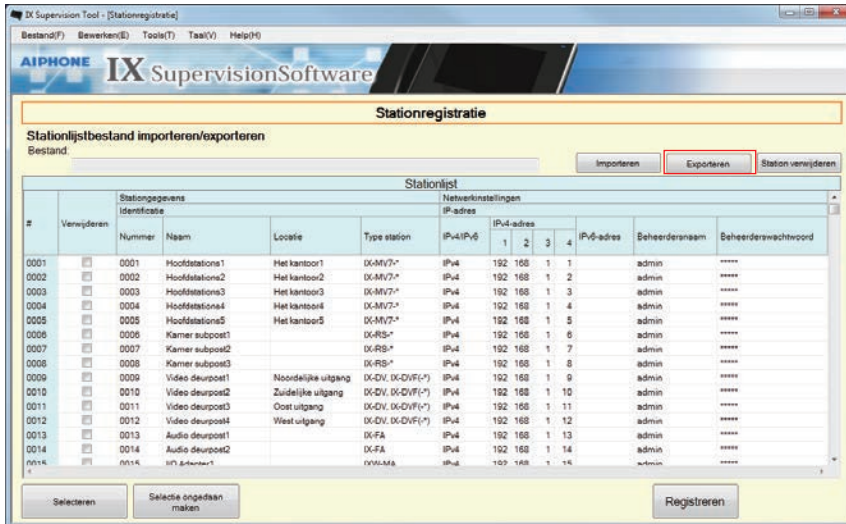 IX Supervision Tool - [Stationregistratie]
Bestand(F) Bewerken(E) Tools(T) Taal(V) Help(H)
AIPHONE IX SupervisionSoftware
Stationregistratie
Stationlijstbestand importeren/exporteren
Bestand:
Importeren Exporteren Station verwijderen
Stationlijst
Stationgegevens Netwerkinstellingen
Identificatie IP-adres
# Verwijderen Nummer Naam Locatie Type station IPv4/IPv6 IPv4-adres IPv6-adres Beheerdersnaam Beheerderswachtwoord
1 2 3 4
0001 0001 Hoofdstations1 Het kantoor1 IX-MV7-* IPv4 192 168 1 1 admin *****
0002 0002 Hoofdstations2 Het kantoor2 IX-MV7-* IPv4 192 168 1 2 admin *****
0003 0003 Hoofdstations3 Het kantoor3 IX-MV7-* IPv4 192 168 1 3 admin *****
0004 0004 Hoofdstations4 Het kantoor4 IX-MV7-* IPv4 192 168 1 4 admin *****
0005 0005 Hoofdstations5 Het kantoor5 IX-MV7-* IPv4 192 168 1 5 admin *****
0006 0006 Kamer subpost1 IX-RS-* IPv4 192 168 1 6 admin *****
0007 0007 Kamer subpost2 IX-RS-* IPv4 192 168 1 7 admin *****
0008 0008 Kamer subpost3 IX-RS-* IPv4 192 168 1 8 admin *****
0009 0009 Video deurpost1 Noordelijke uitgang IX-DV, IX-DVF(-*) IPv4 192 168 1 9 admin *****
0010 0010 Video deurpost2 Zuidelijke uitgang IX-DV, IX-DVF(-*) IPv4 192 168 1 10 admin *****
0011 0011 Video deurpost3 Oost uitgang IX-DV, IX-DVF(-*) IPv4 192 168 1 11 admin *****
0012 0012 Video deurpost4 West uitgang IX-DV, IX-DVF(-*) IPv4 192 168 1 12 admin *****
0013 0013 Audio deurpost1 IX-FA IPv4 192 168 1 13 admin *****
0014 0014 Audio deurpost2 IX-FA IPv4 192 168 1 14 admin *****
0015 0015 I/O Adapter1 IXW-MA IPv4 192 168 1 15 admin *****
Selecteren Selectie ongedaan maken Registreren